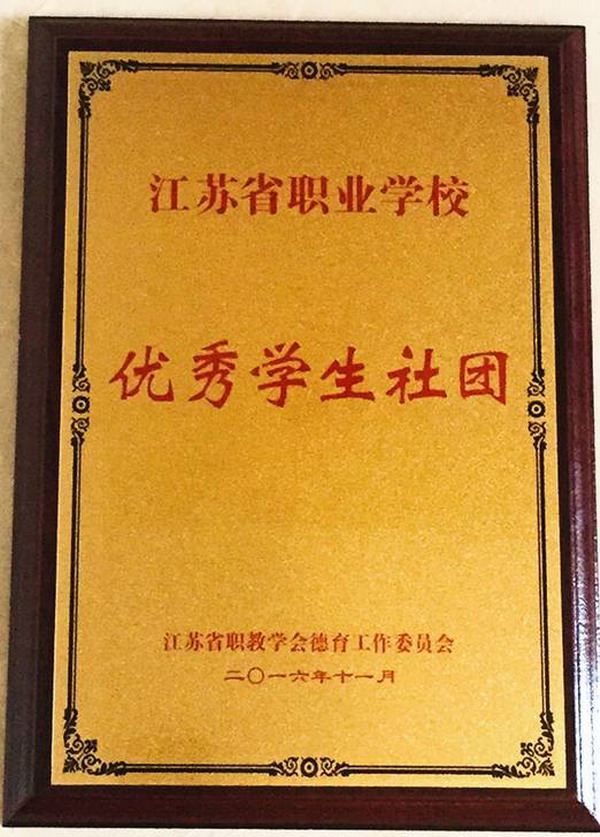 江苏省职业学校
优秀学生社团
江苏省职教学会德育工作委员会
二〇一六年十一月